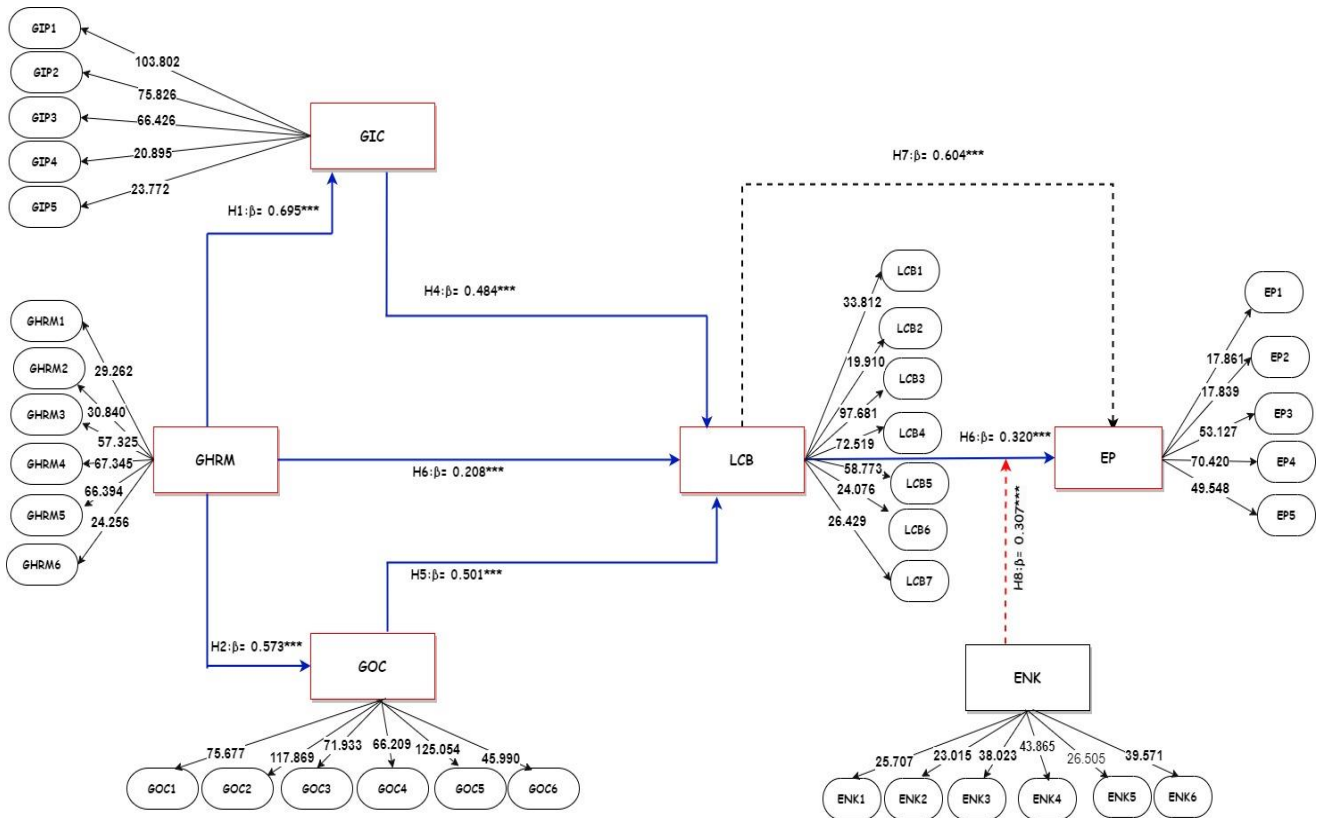 GIP1
GIP2
GIP3
GIP4
GIP5
103.802
75.826
66.426
20.895
23.772
GIC
H1:β= 0.695***
H7:β= 0.604***
H4:β= 0.484***
GHRM1
GHRM2
GHRM3
GHRM4
GHRM5
GHRM6
29.262
30.840
57.325
67.345
66.394
24.256
GHRM
H6:β= 0.208***
LCB
LCB1
LCB2
LCB3
LCB4
LCB5
LCB6
LCB7
33.812
19.910
97.681
72.519
58.773
24.076
26.429
H6:β= 0.320***
EP
EP1
EP2
EP3
EP4
EP5
17.861
17.839
53.127
70.420
49.548
H8:β= 0.307***
H5:β= 0.501***
H2:β= 0.573***
GOC
75.677
117.869
71.933
66.209
125.054
45.990
GOC1
GOC2
GOC3
GOC4
GOC5
GOC6
ENK
25.707
23.015
38.023
43.865
26.505
39.571
ENK1
ENK2
ENK3
ENK4
ENK5
ENK6